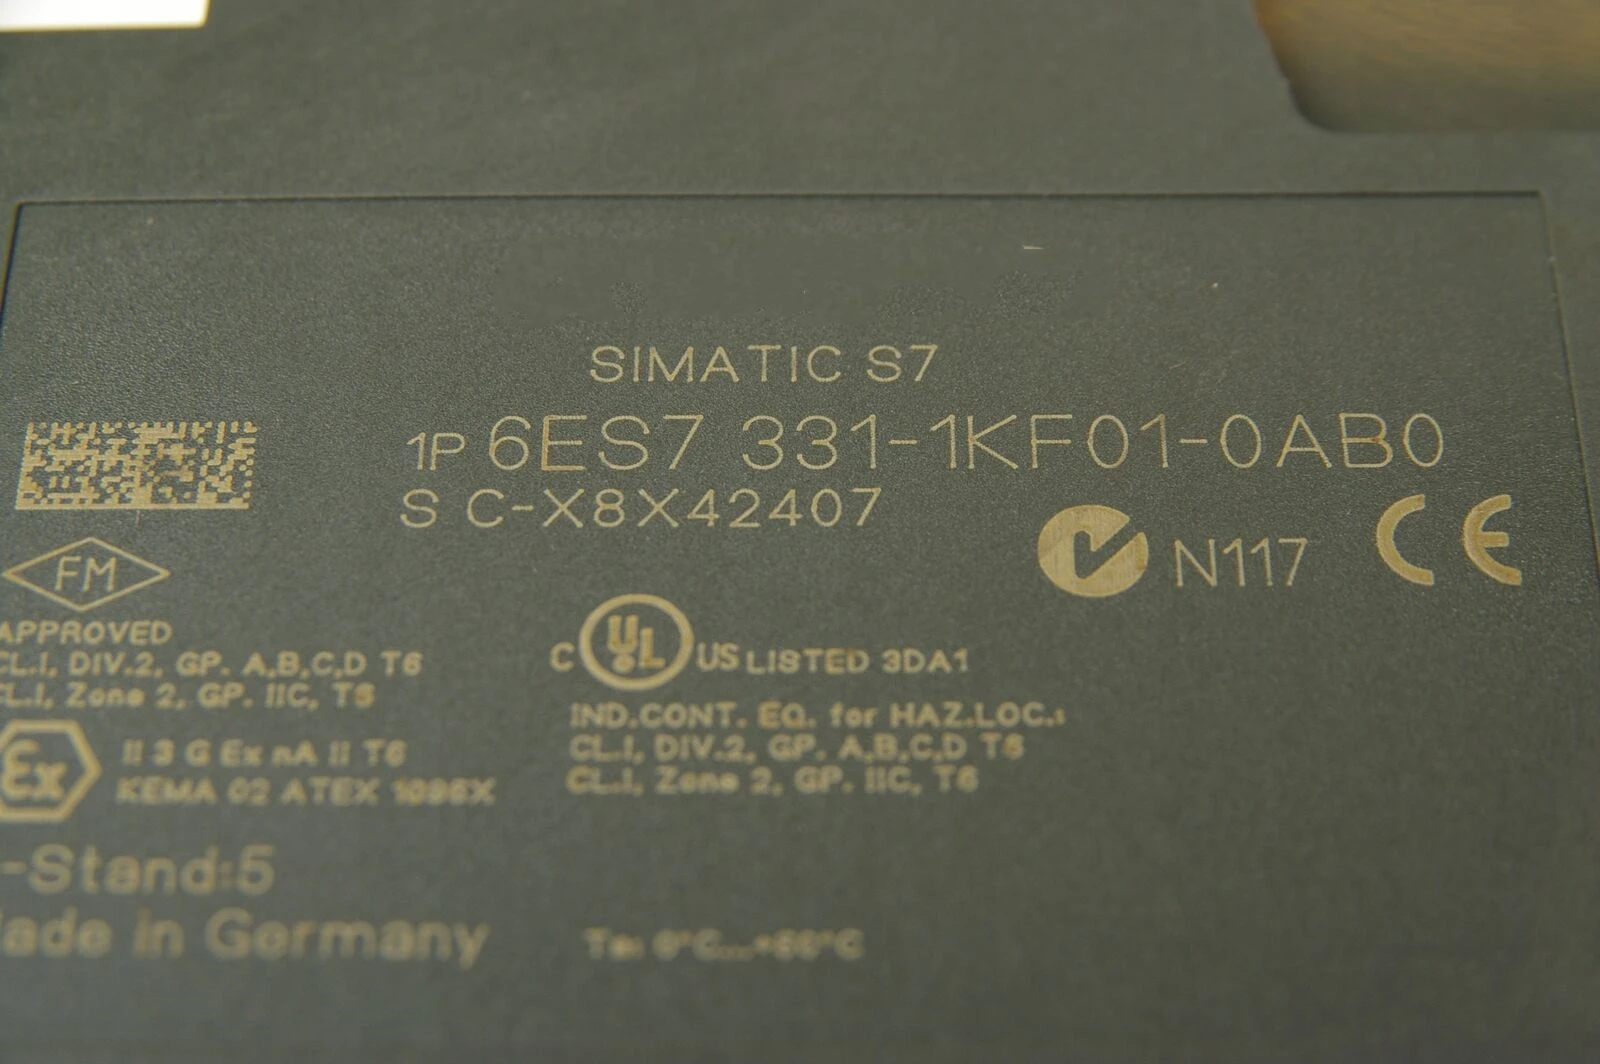 SIMATIC S7
1P 6ES7 331-1KF01-0AB0
S C-X8X42407
N117 CE
FM
APPROVED
CL.I, DIV.2, GP. A,B,C,D T6
CL.I, Zone 2, GP. IIC, T6
C UL US LISTED 3DA1
IND.CONT. EQ. for HAZ.LOC.:
CL.I, DIV.2, GP. A,B,C,D T6
CL.I, Zone 2, GP. IIC, T6
Ex II 3 G Ex nA II T6
KEMA 02 ATEX 1096X
-Stand:5
Made in Germany
Ta: 0°C...+60°C